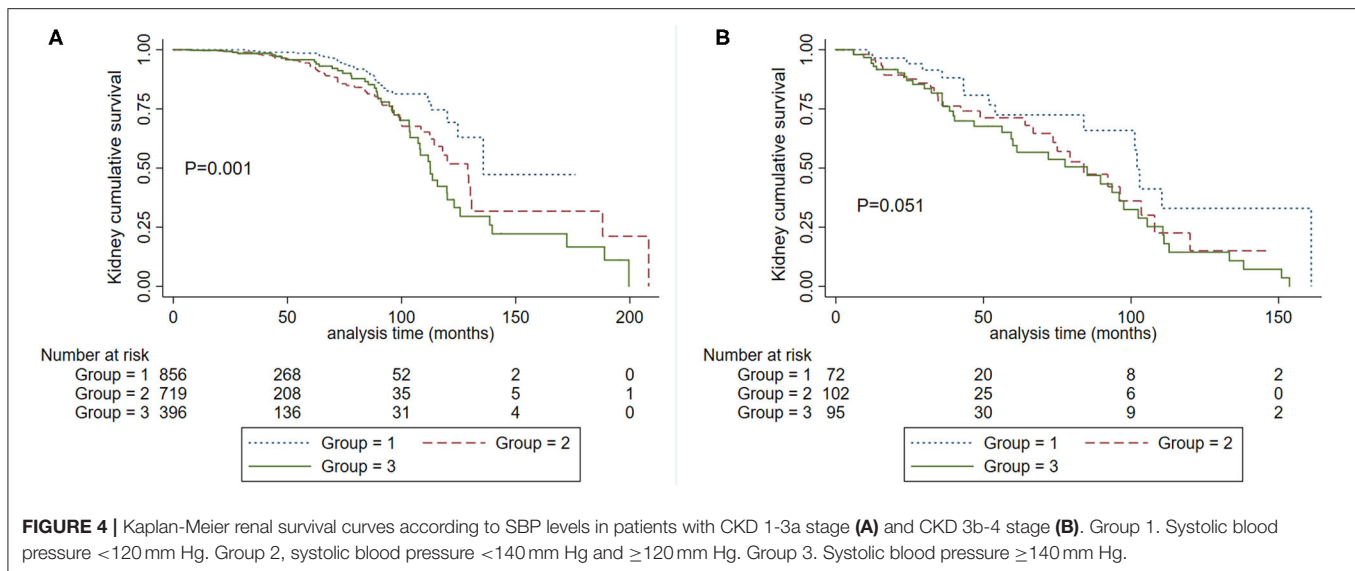 A
B
Kidney cumulative survival
0.00 0.25 0.50 0.75 1.00
P=0.001
0 50 100 150 200
analysis time (months)
Number at risk
Group = 1 856 268 52 2 0
Group = 2 719 208 35 5 1
Group = 3 396 136 31 4 0
Group = 1 Group = 2
Group = 3
Kidney cumulative survival
0.00 0.25 0.50 0.75 1.00
P=0.051
0 50 100 150
analysis time (months)
Number at risk
Group = 1 72 20 8 2
Group = 2 102 25 6 0
Group = 3 95 30 9 2
Group = 1 Group = 2
Group = 3
FIGURE 4 | Kaplan-Meier renal survival curves according to SBP levels in patients with CKD 1-3a stage (A) and CKD 3b-4 stage (B). Group 1. Systolic blood
pressure <120 mm Hg. Group 2, systolic blood pressure <140 mm Hg and ≥120 mm Hg. Group 3. Systolic blood pressure ≥140 mm Hg.